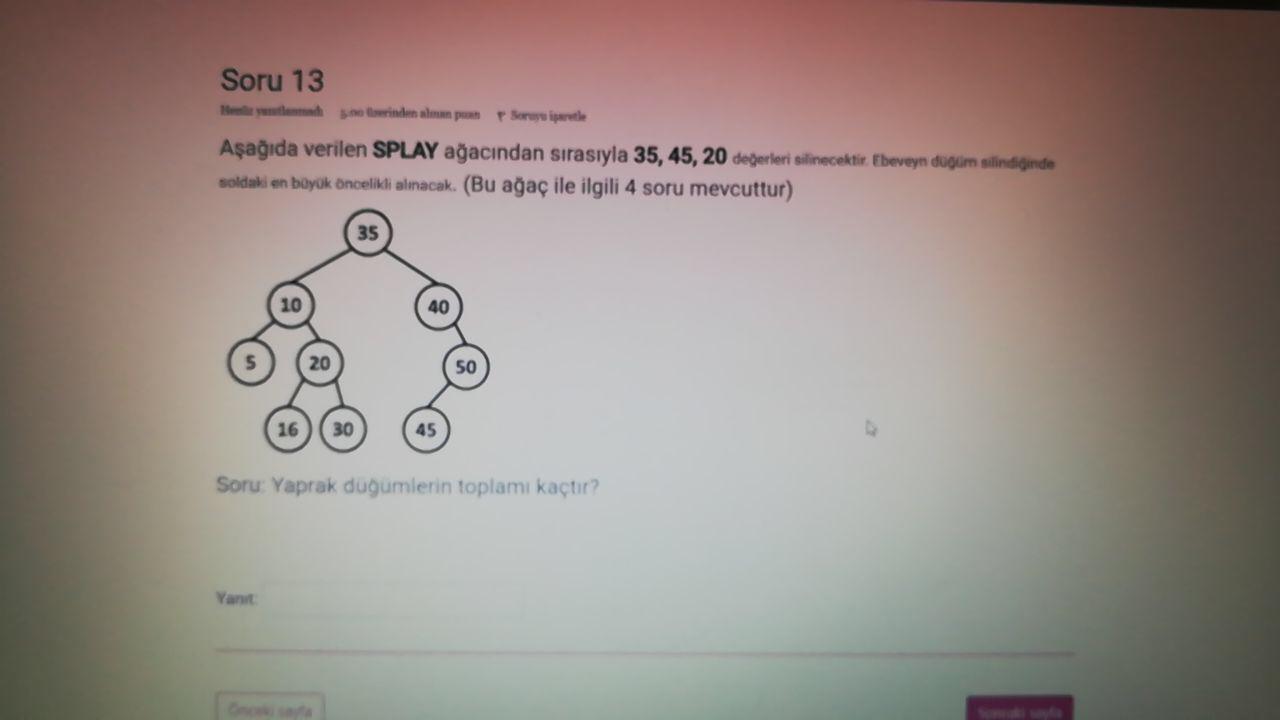 Soru 13
Henüz yanıtlanmadı 5,00 üzerinden alınan puan Soruyu işaretle
Aşağıda verilen SPLAY ağacından sırasıyla 35, 45, 20 değerleri silinecektir. Ebeveyn düğüm silindiğinde
soldaki en büyük öncelikli alınacak. (Bu ağaç ile ilgili 4 soru mevcuttur)
35
10 40
5 20 50
16 30 45
Soru: Yaprak düğümlerin toplamı kaçtır?
Yanıt:
Önceki sayfa Sonraki sayfa